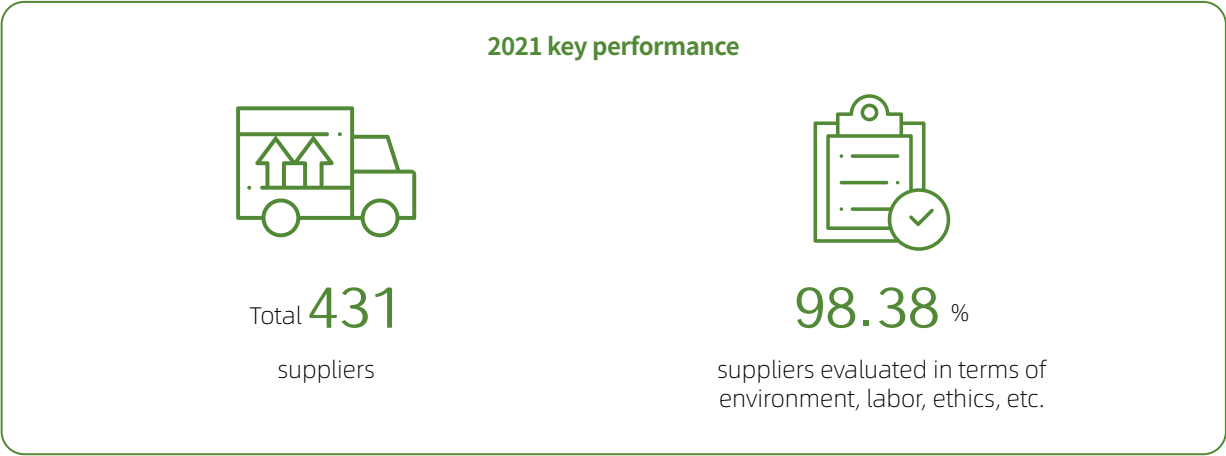 2021 key performance
Total 431
suppliers
98.38 %
suppliers evaluated in terms of
environment, labor, ethics, etc.